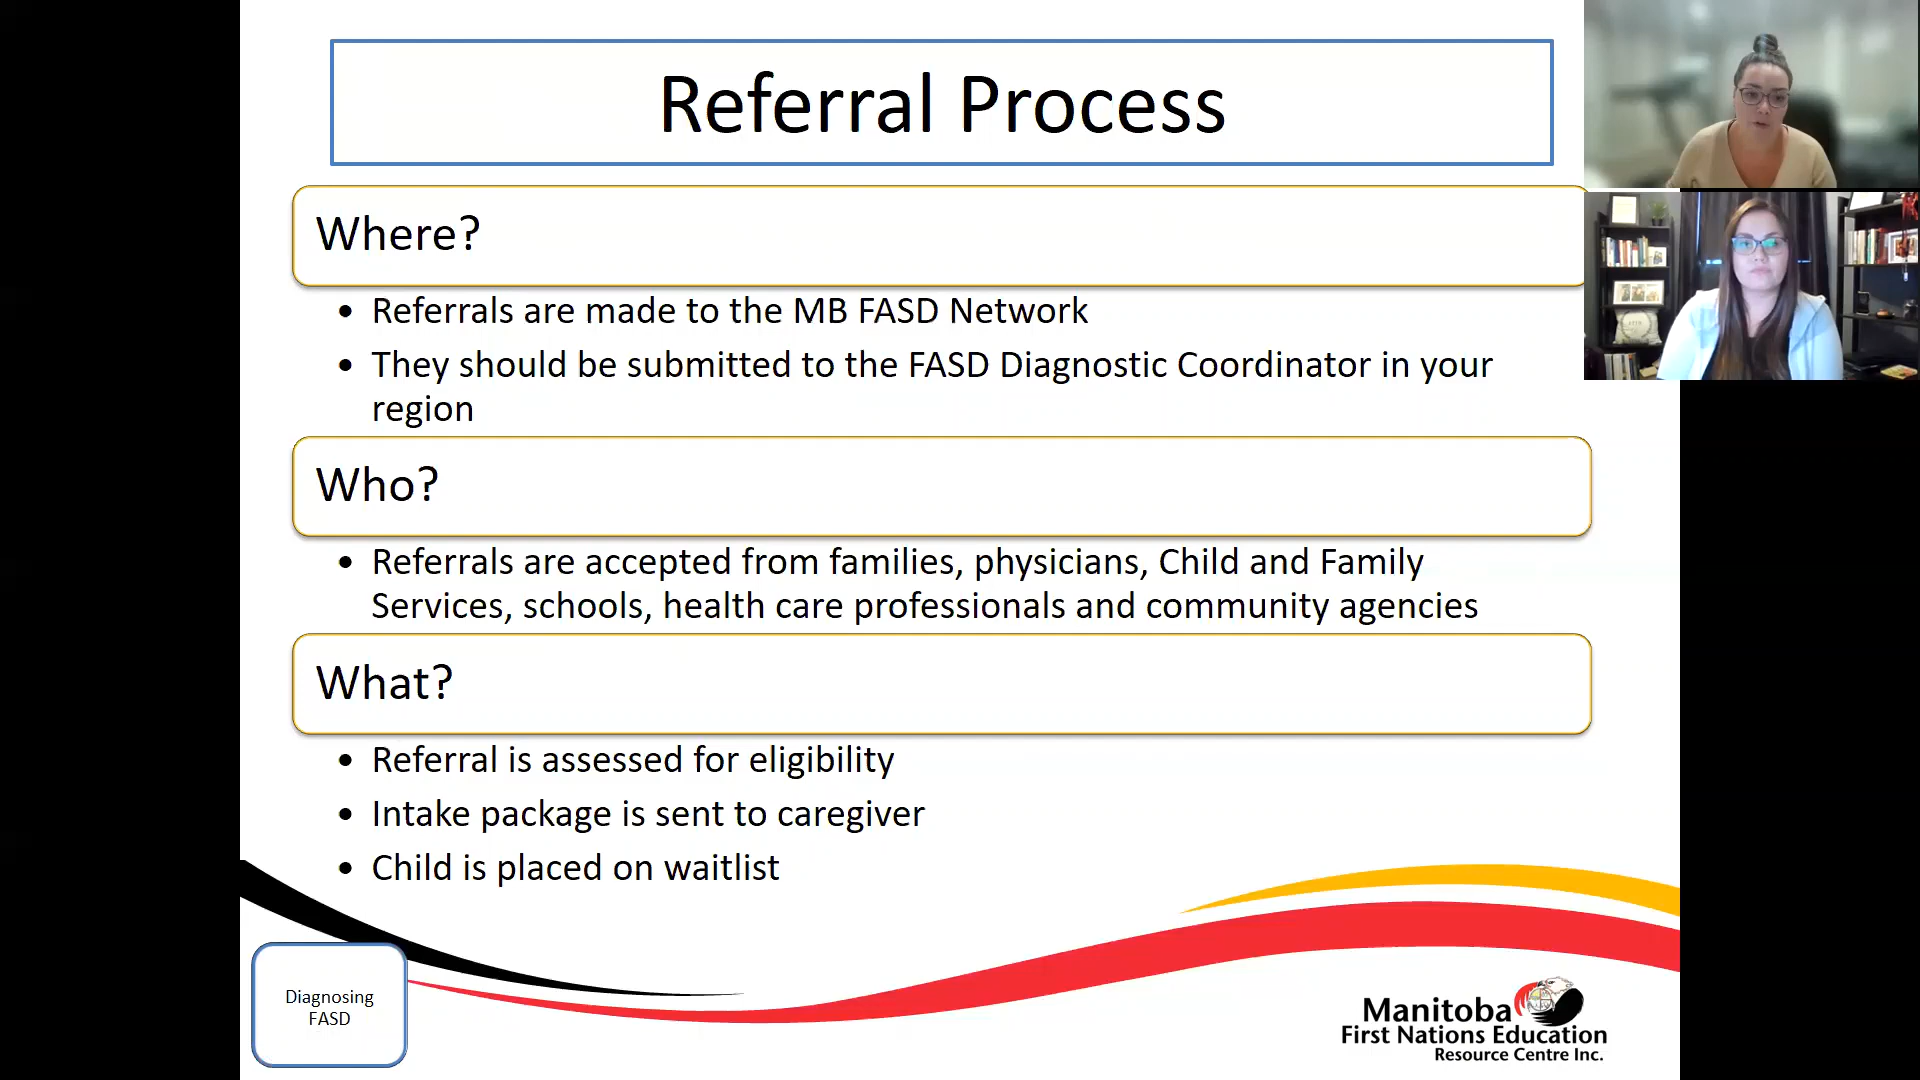 Referral Process
Where?
• Referrals are made to the MB FASD Network
• They should be submitted to the FASD Diagnostic Coordinator in your
region
Who?
• Referrals are accepted from families, physicians, Child and Family
Services, schools, health care professionals and community agencies
What?
• Referral is assessed for eligibility
• Intake package is sent to caregiver
• Child is placed on waitlist
Diagnosing
FASD
Manitoba
First Nations Education
Resource Centre Inc.